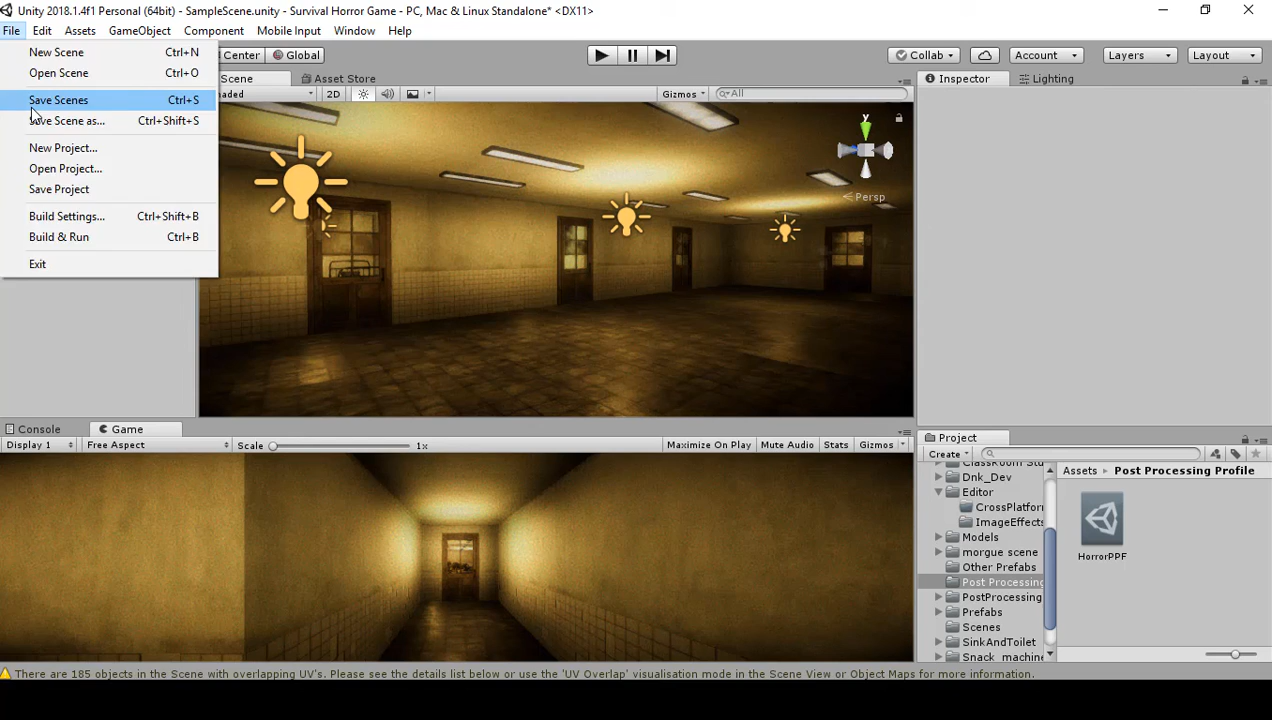 Unity 2018.1.4f1 Personal (64bit) - SampleScene.unity - Survival Horror Game - PC, Mac & Linux Standalone* <DX11>
File Edit Assets GameObject Component Mobile Input Window Help
New Scene Ctrl+N
Open Scene Ctrl+O
Save Scenes Ctrl+S
Save Scene as... Ctrl+Shift+S
New Project...
Open Project...
Save Project
Build Settings... Ctrl+Shift+B
Build & Run Ctrl+B
Exit
Center Global Collab Account Layers Layout
Scene Asset Store Inspector Lighting
2D Gizmos All
y
Persp
Console Game
Display 1 Free Aspect Scale 1x Maximize On Play Mute Audio Stats Gizmos
Project
Create
Assets Post Processing Profile
Dnk_Dev
Editor
CrossPlatfor
ImageEffects
Models
morgue scene
Other Prefabs
Post Processing
PostProcessing
Prefabs
Scenes
SinkAndToilet
Snack_machine
HorrorPPF
There are 185 objects in the Scene with overlapping UV's. Please see the details list below or use the 'UV Overlap' visualisation mode in the Scene View or Object Maps for more information.